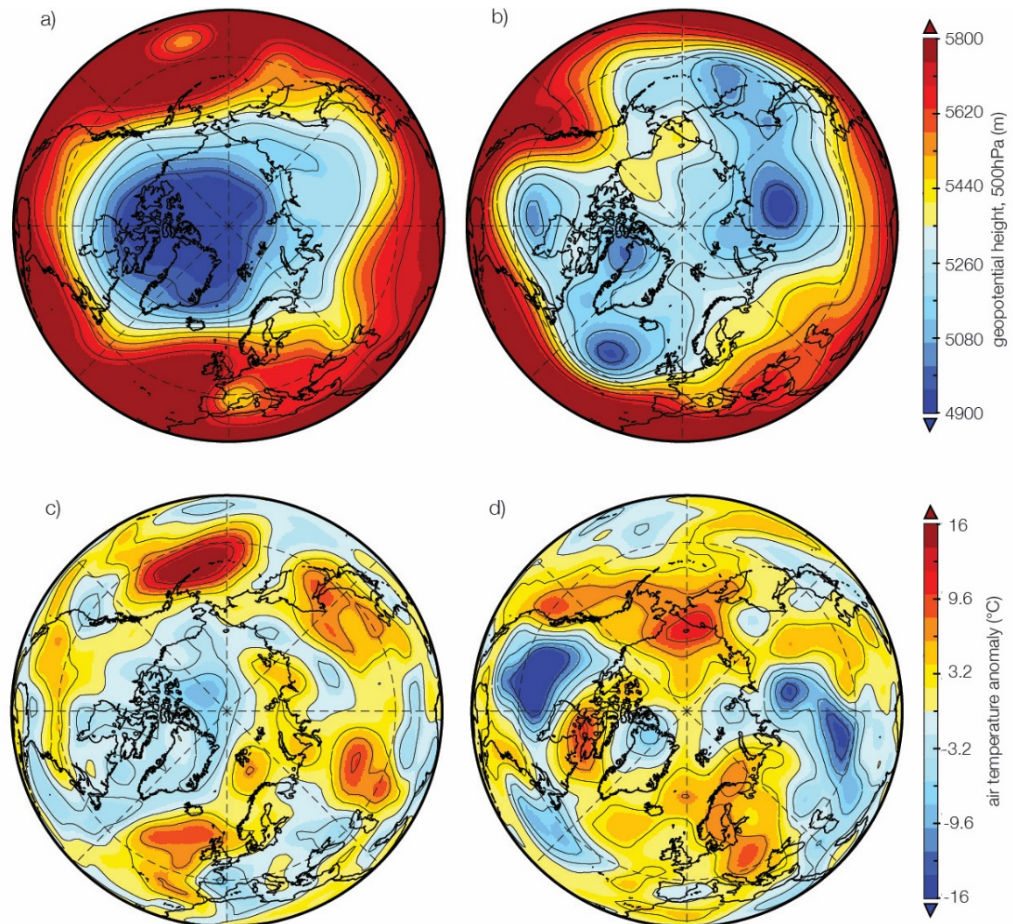 a)
b)
5800
5620
5440
5260
5080
4900
geopotential height, 500hPa (m)
c)
d)
16
9.6
3.2
-3.2
-9.6
-16
air temperature anomaly (°C)